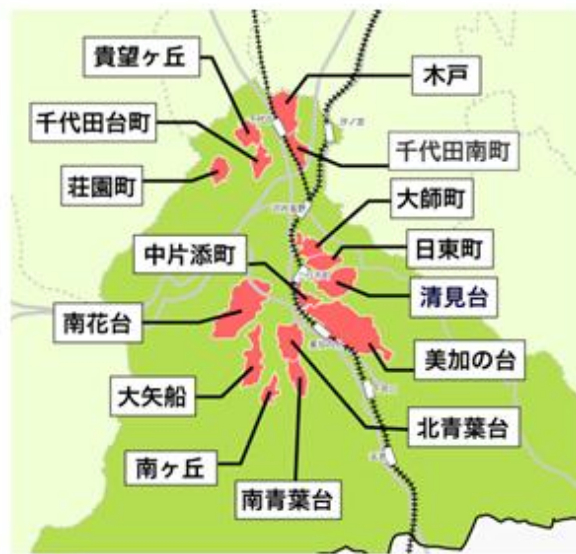 貴望ヶ丘
木戸
千代田台町
千代田南町
荘園町
大師町
中片添町
日東町
清見台
南花台
美加の台
大矢船
北青葉台
南ヶ丘
南青葉台